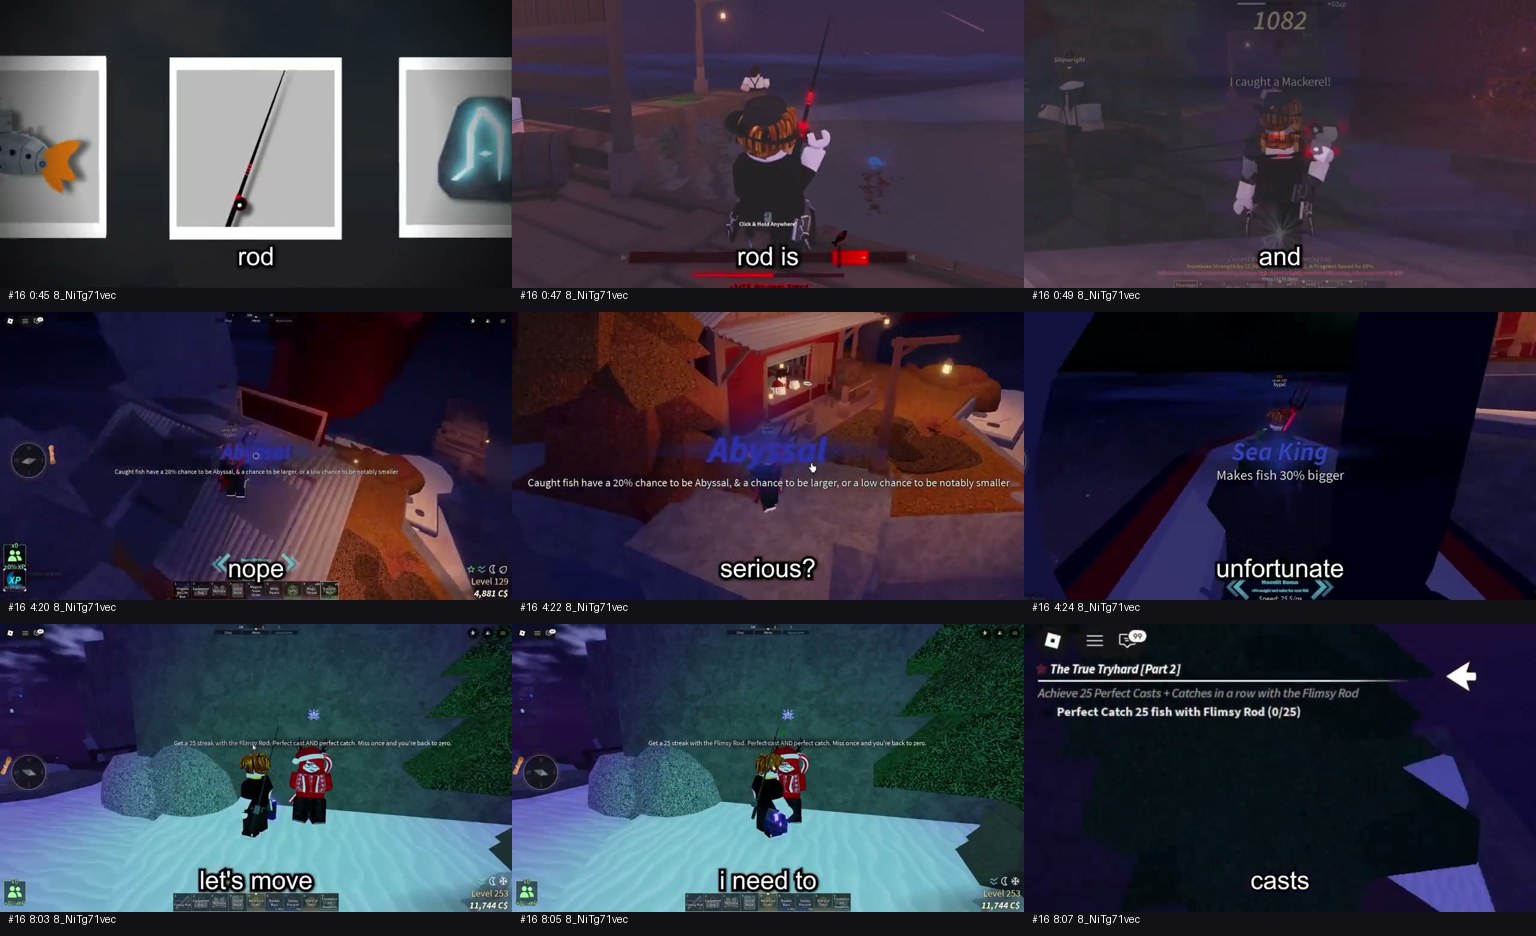 rod
#16 0:45 8_NiTg71vec
Click & Hold Anywhere
rod is
#16 0:47 8_NiTg71vec
1082
Shipwright
I caught a Mackerel!
and
#16 0:49 8_NiTg71vec
Abyssal
Caught fish have a 20% chance to be Abyssal, & a chance to be larger, or a low chance to be notably smaller
XP
nope
Level 129
4,881 C$
#16 4:20 8_NiTg71vec
Abyssal
Caught fish have a 20% chance to be Abyssal, & a chance to be larger, or a low chance to be notably smaller
serious?
#16 4:22 8_NiTg71vec
Sea King
Makes fish 30% bigger
unfortunate
#16 4:24 8_NiTg71vec
Get a 25 streak with the Flimsy Rod: Perfect cast AND perfect catch. Miss once and you're back to zero.
let's move
Level 253
11,744 C$
#16 8:03 8_NiTg71vec
Get a 25 streak with the Flimsy Rod: Perfect cast AND perfect catch. Miss once and you're back to zero.
i need to
Level 253
11,744 C$
#16 8:05 8_NiTg71vec
99
The True Tryhard [Part 2]
Achieve 25 Perfect Casts + Catches in a row with the Flimsy Rod
Perfect Catch 25 fish with Flimsy Rod (0/25)
casts
#16 8:07 8_NiTg71vec